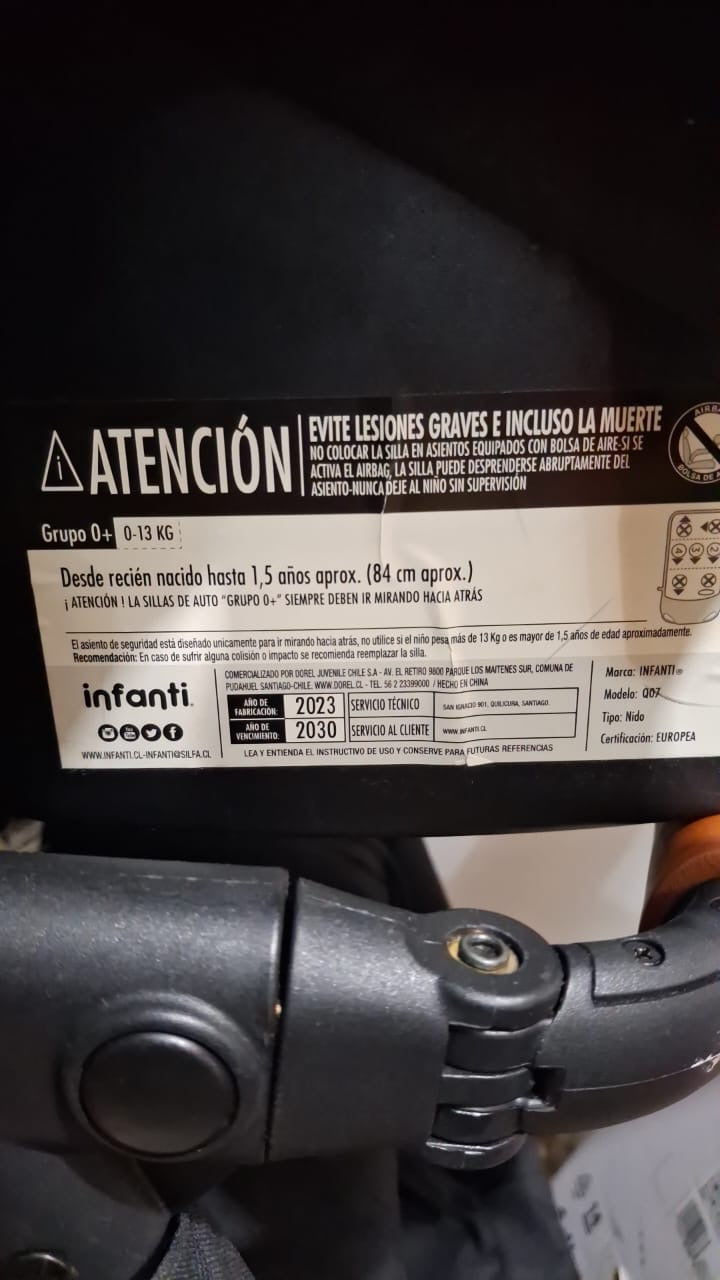 ATENCIÓN
EVITE LESIONES GRAVES E INCLUSO LA MUERTE
NO COLOCAR LA SILLA EN ASIENTOS EQUIPADOS CON BOLSA DE AIRE-SI SE
ACTIVA EL AIRBAG, LA SILLA PUEDE DESPRENDERSE ABRUPTAMENTE DEL
ASIENTO-NUNCA DEJE AL NIÑO SIN SUPERVISIÓN
Grupo 0+ 0-13 KG
Desde recién nacido hasta 1,5 años aprox. (84 cm aprox.)
¡ ATENCIÓN ! LA SILLAS DE AUTO "GRUPO 0+" SIEMPRE DEBEN IR MIRANDO HACIA ATRÁS
El asiento de seguridad está diseñado unicamente para ir mirando hacia atrás, no utilice si el niño pesa más de 13 Kg o es mayor de 1,5 años de edad aproximadamente.
Recomendación: En caso de sufrir alguna colisión o impacto se recomienda reemplazar la silla.
infanti
WWW.INFANTI.CL-INFANTI@SILFA.CL
COMERCIALIZADO POR DOREL JUVENILE CHILE S.A - AV. EL RETIRO 9800 PARQUE LOS MAITENES SUR, COMUNA DE
PUDAHUEL SANTIAGO-CHILE. WWW.DOREL.CL - TEL. 56 2 23399000 / HECHO EN CHINA
AÑO DE FABRICACIÓN: 2023 SERVICIO TÉCNICO SAN IGNACIO 901, QUILICURA, SANTIAGO.
AÑO DE VENCIMIENTO: 2030 SERVICIO AL CLIENTE WWW.INFANTI.CL
LEA Y ENTIENDA EL INSTRUCTIVO DE USO Y CONSERVE PARA FUTURAS REFERENCIAS
Marca: INFANTI®
Modelo: Q07
Tipo: Nido
Certificación: EUROPEA